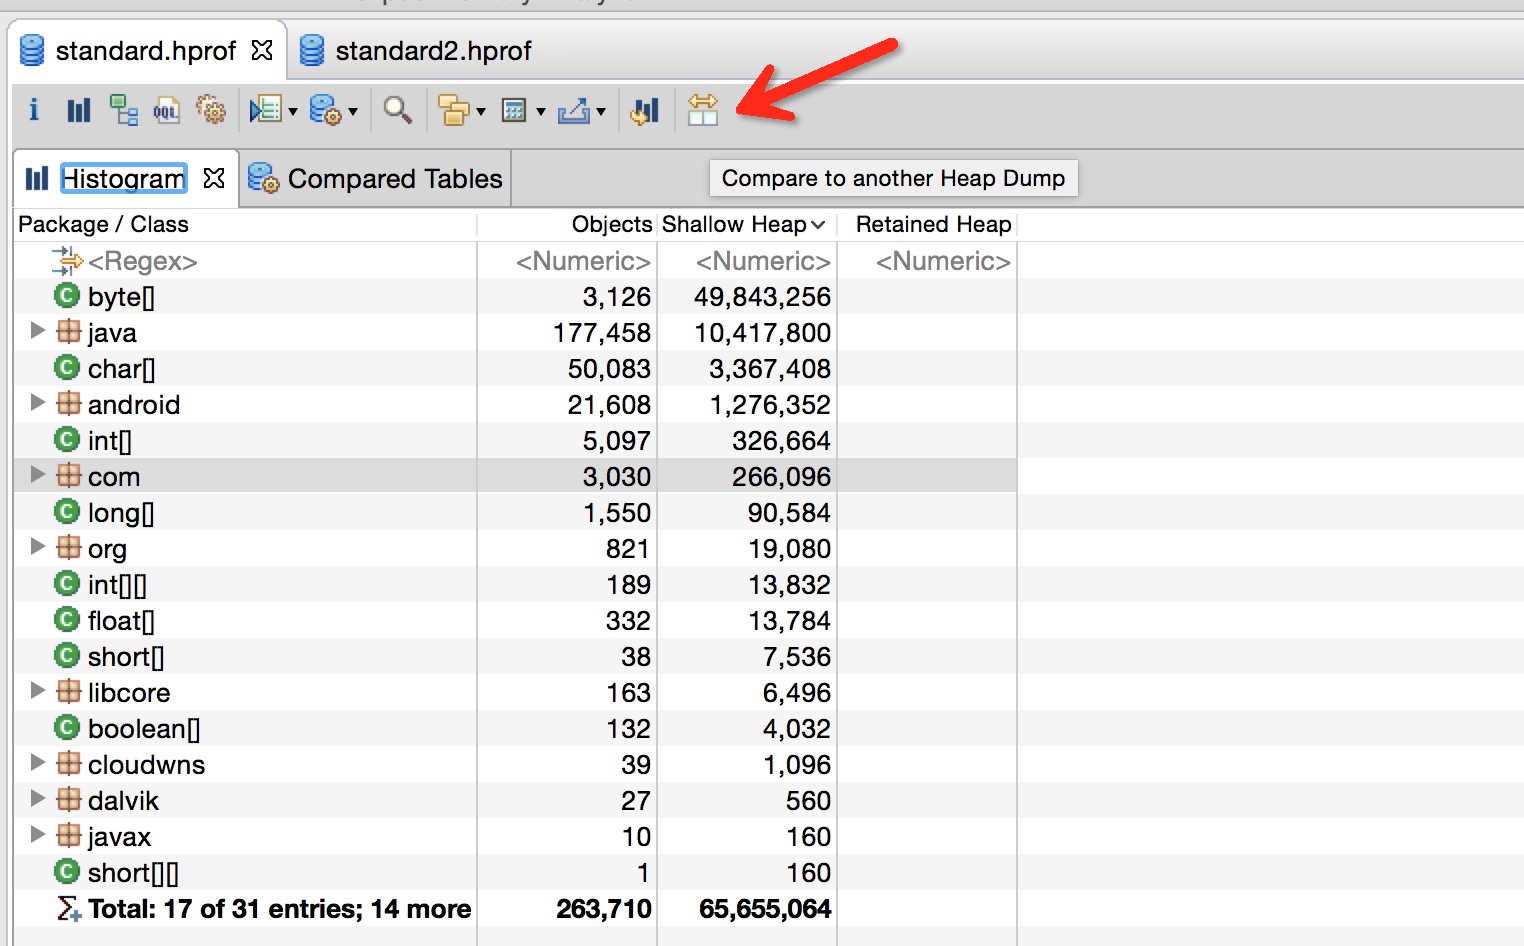 standard.hprof standard2.hprof
i OQL
Histogram Compared Tables Compare to another Heap Dump
Package / Class Objects Shallow Heap Retained Heap
<Regex> <Numeric> <Numeric> <Numeric>
C byte[] 3,126 49,843,256
java 177,458 10,417,800
C char[] 50,083 3,367,408
android 21,608 1,276,352
C int[] 5,097 326,664
com 3,030 266,096
C long[] 1,550 90,584
org 821 19,080
C int[][] 189 13,832
C float[] 332 13,784
C short[] 38 7,536
libcore 163 6,496
C boolean[] 132 4,032
cloudwns 39 1,096
dalvik 27 560
javax 10 160
C short[][] 1 160
Total: 17 of 31 entries; 14 more 263,710 65,655,064